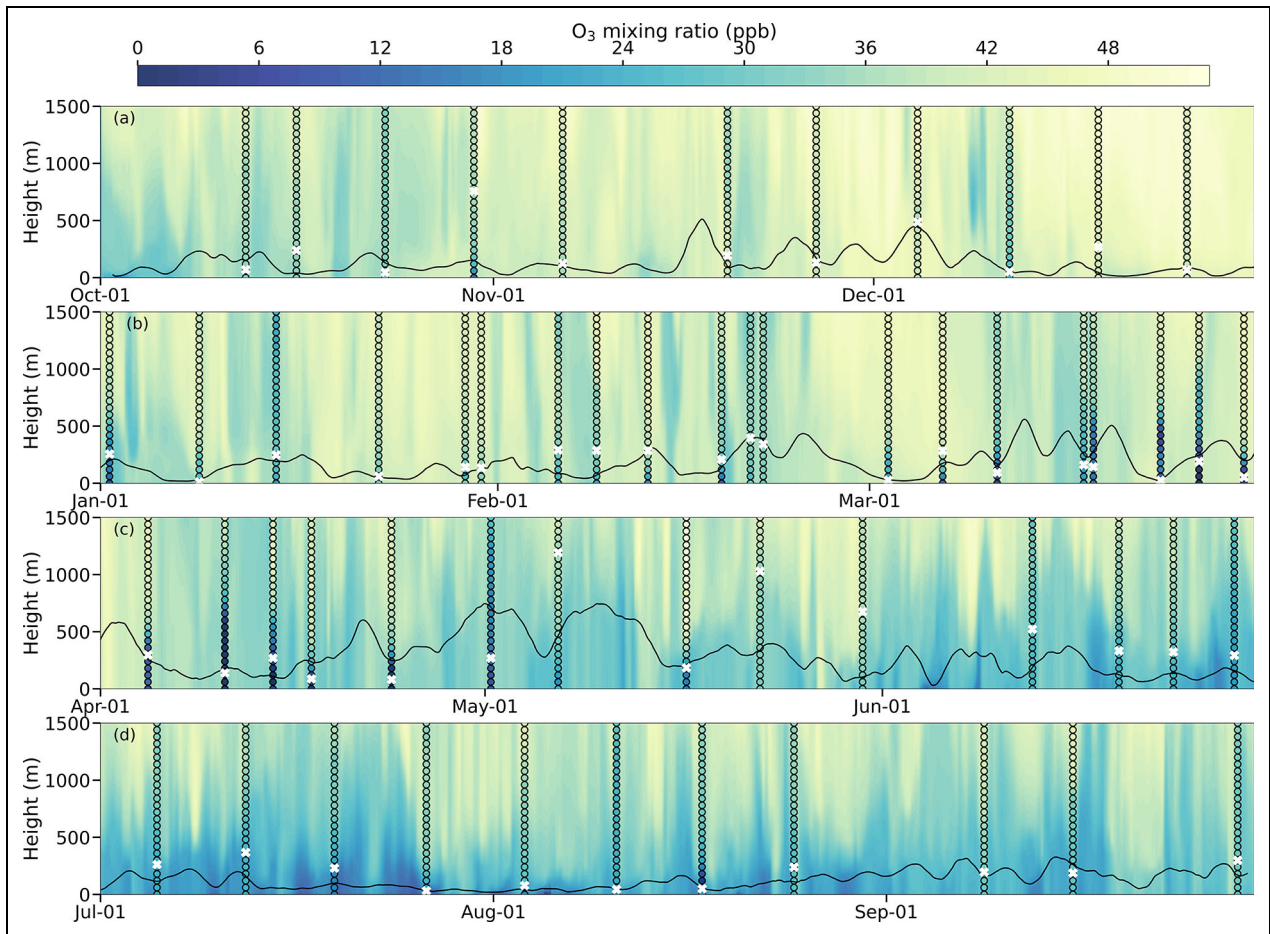 O₃ mixing ratio (ppb)
0 6 12 18 24 30 36 42 48
(a)
1500
1000
500
0
Height (m)
Oct-01 Nov-01 Dec-01
(b)
1500
1000
500
0
Height (m)
Jan-01 Feb-01 Mar-01
(c)
1500
1000
500
0
Height (m)
Apr-01 May-01 Jun-01
(d)
1500
1000
500
0
Height (m)
Jul-01 Aug-01 Sep-01